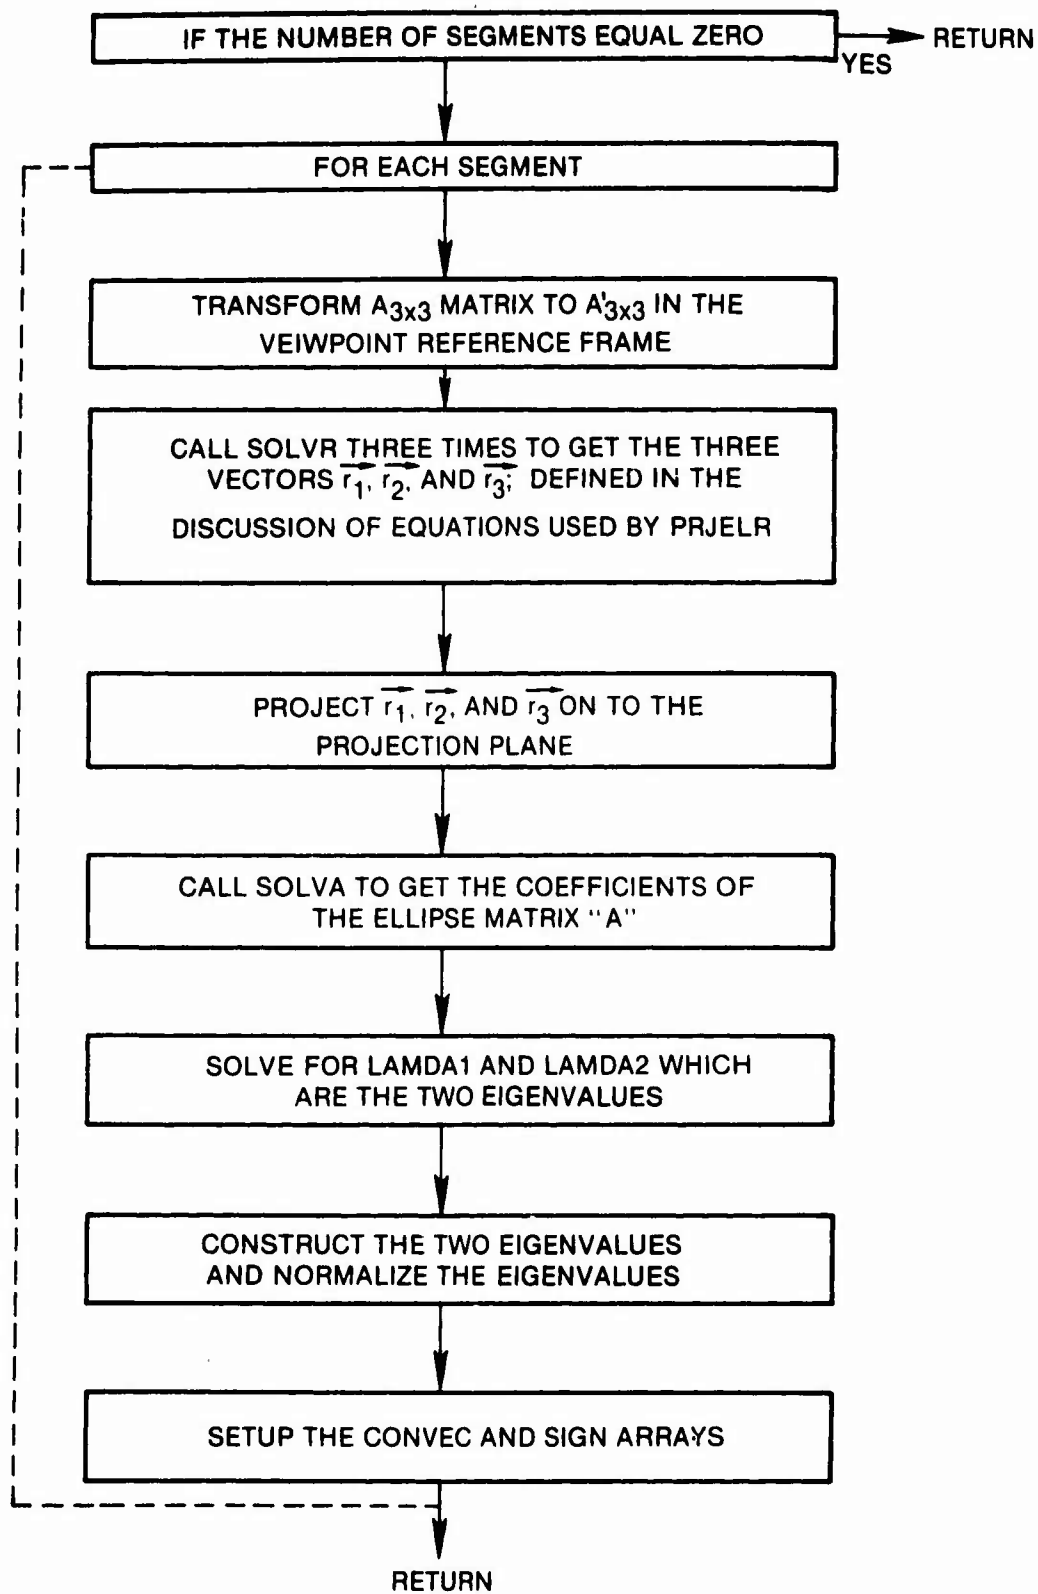 IF THE NUMBER OF SEGMENTS EQUAL ZERO
RETURN
YES
FOR EACH SEGMENT
TRANSFORM A3x3 MATRIX TO A'3x3 IN THE
VEIWPOINT REFERENCE FRAME
CALL SOLVR THREE TIMES TO GET THE THREE
VECTORS r1, r2, AND r3; DEFINED IN THE
DISCUSSION OF EQUATIONS USED BY PRJELR
PROJECT r1, r2, AND r3 ON TO THE
PROJECTION PLANE
CALL SOLVA TO GET THE COEFFICIENTS OF
THE ELLIPSE MATRIX "A"
SOLVE FOR LAMDA1 AND LAMDA2 WHICH
ARE THE TWO EIGENVALUES
CONSTRUCT THE TWO EIGENVALUES
AND NORMALIZE THE EIGENVALUES
SETUP THE CONVEC AND SIGN ARRAYS
RETURN